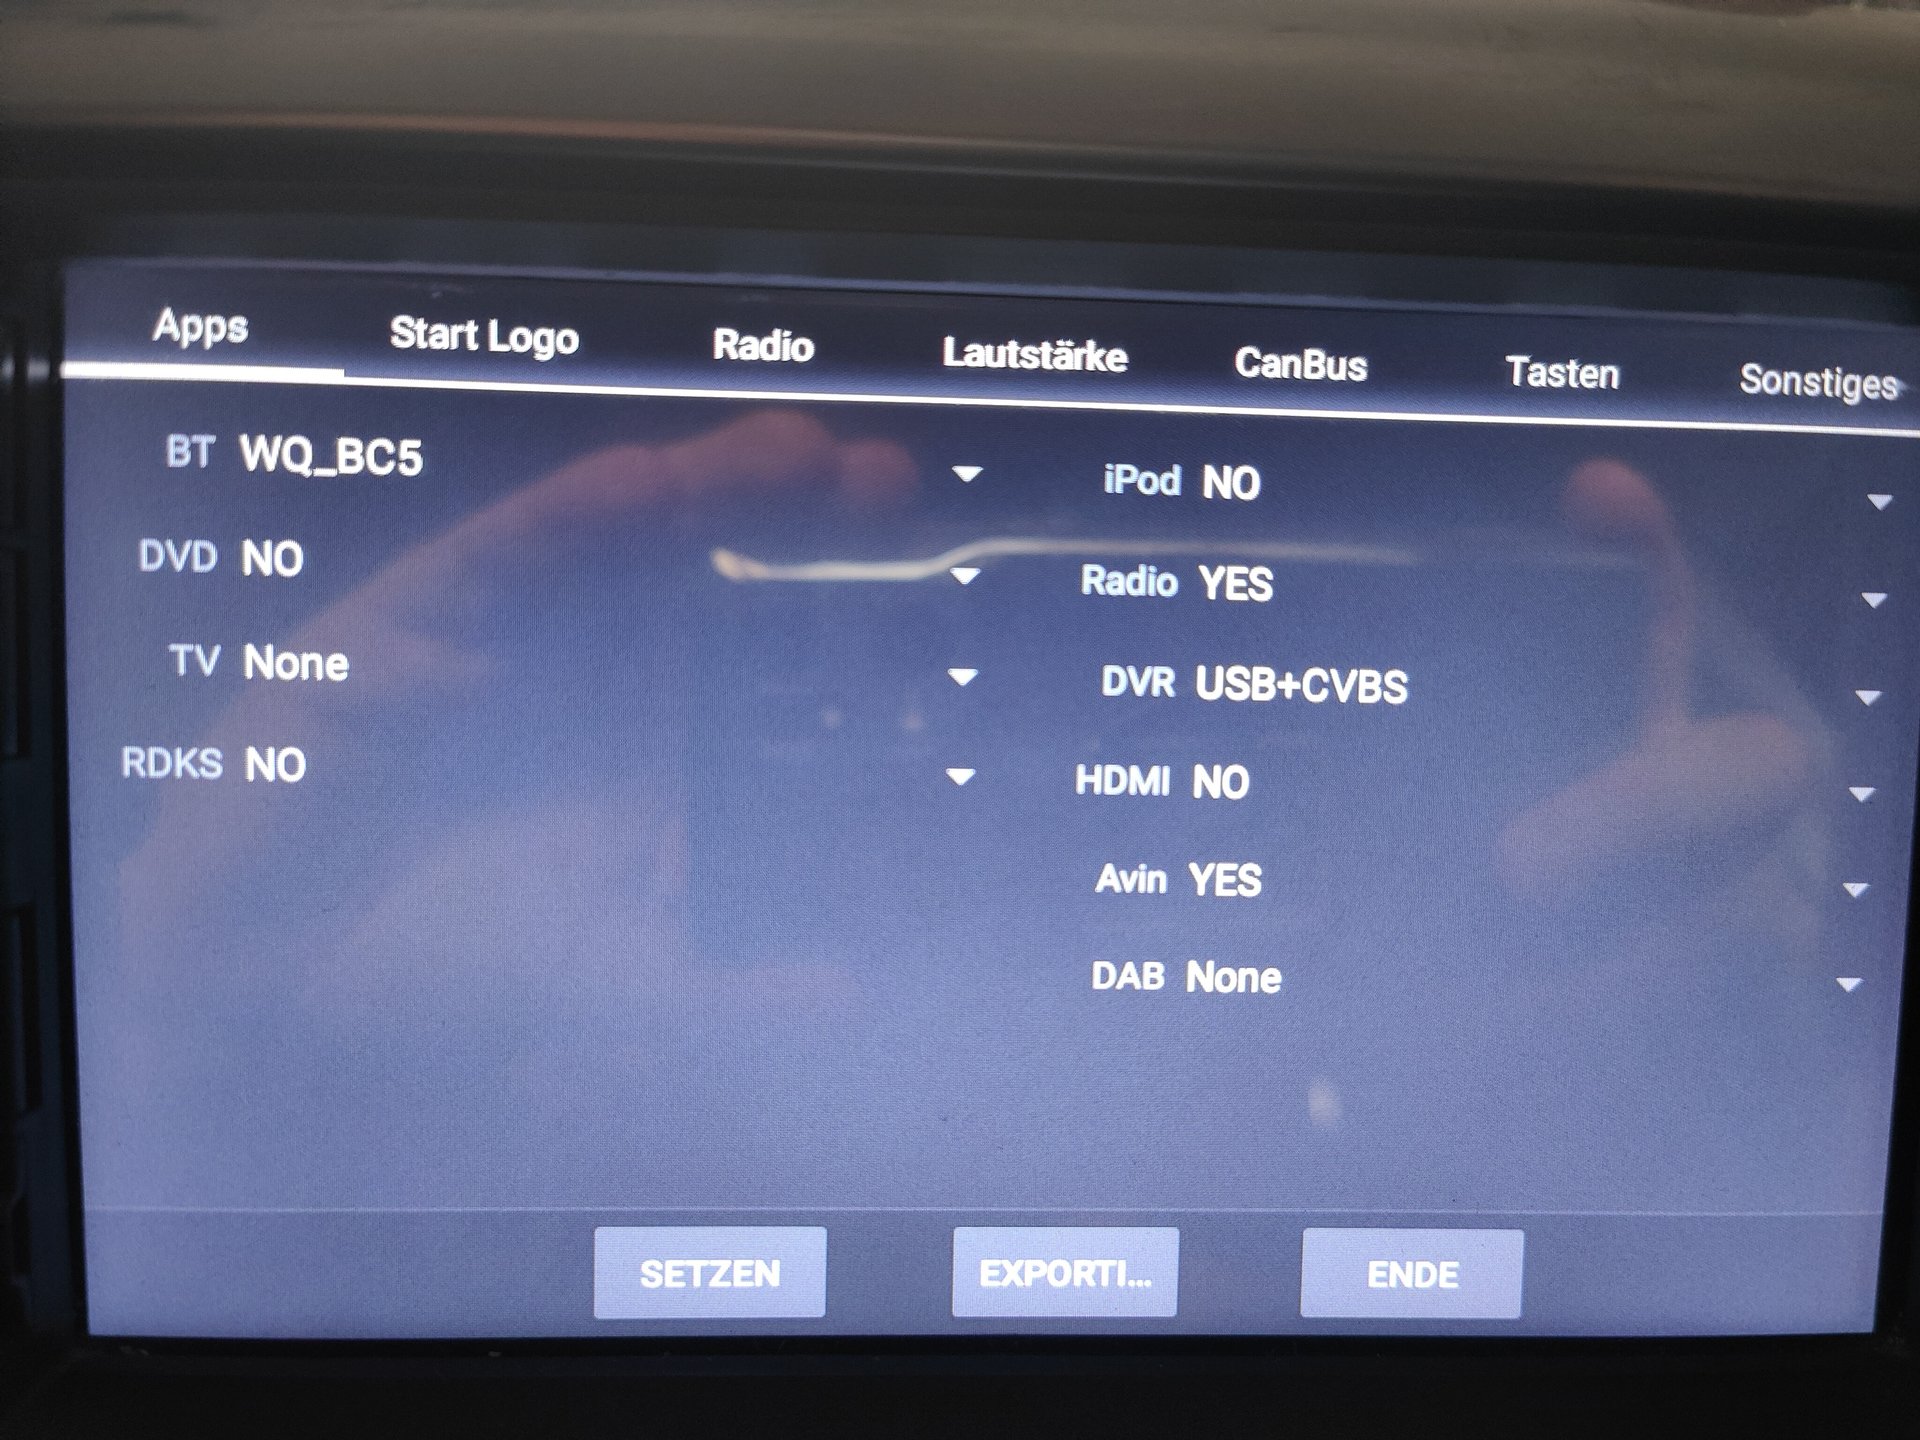 Apps Start Logo Radio Lautstärke CanBus Tasten Sonstiges
BT WQ_BC5
DVD NO
TV None
RDKS NO
iPod NO
Radio YES
DVR USB+CVBS
HDMI NO
Avin YES
DAB None
SETZEN EXPORTI... ENDE